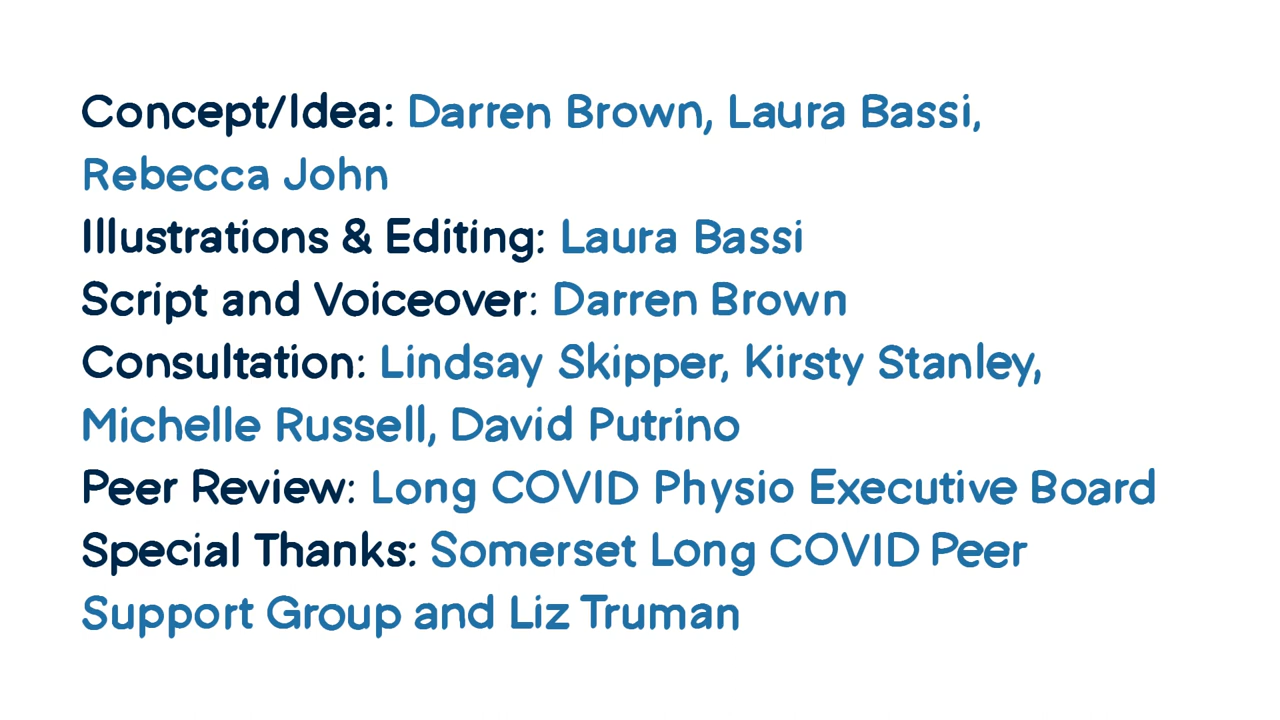 Concept/Idea: Darren Brown, Laura Bassi,
Rebecca John
Illustrations & Editing: Laura Bassi
Script and Voiceover: Darren Brown
Consultation: Lindsay Skipper, Kirsty Stanley,
Michelle Russell, David Putrino
Peer Review: Long COVID Physio Executive Board
Special Thanks: Somerset Long COVID Peer
Support Group and Liz Truman